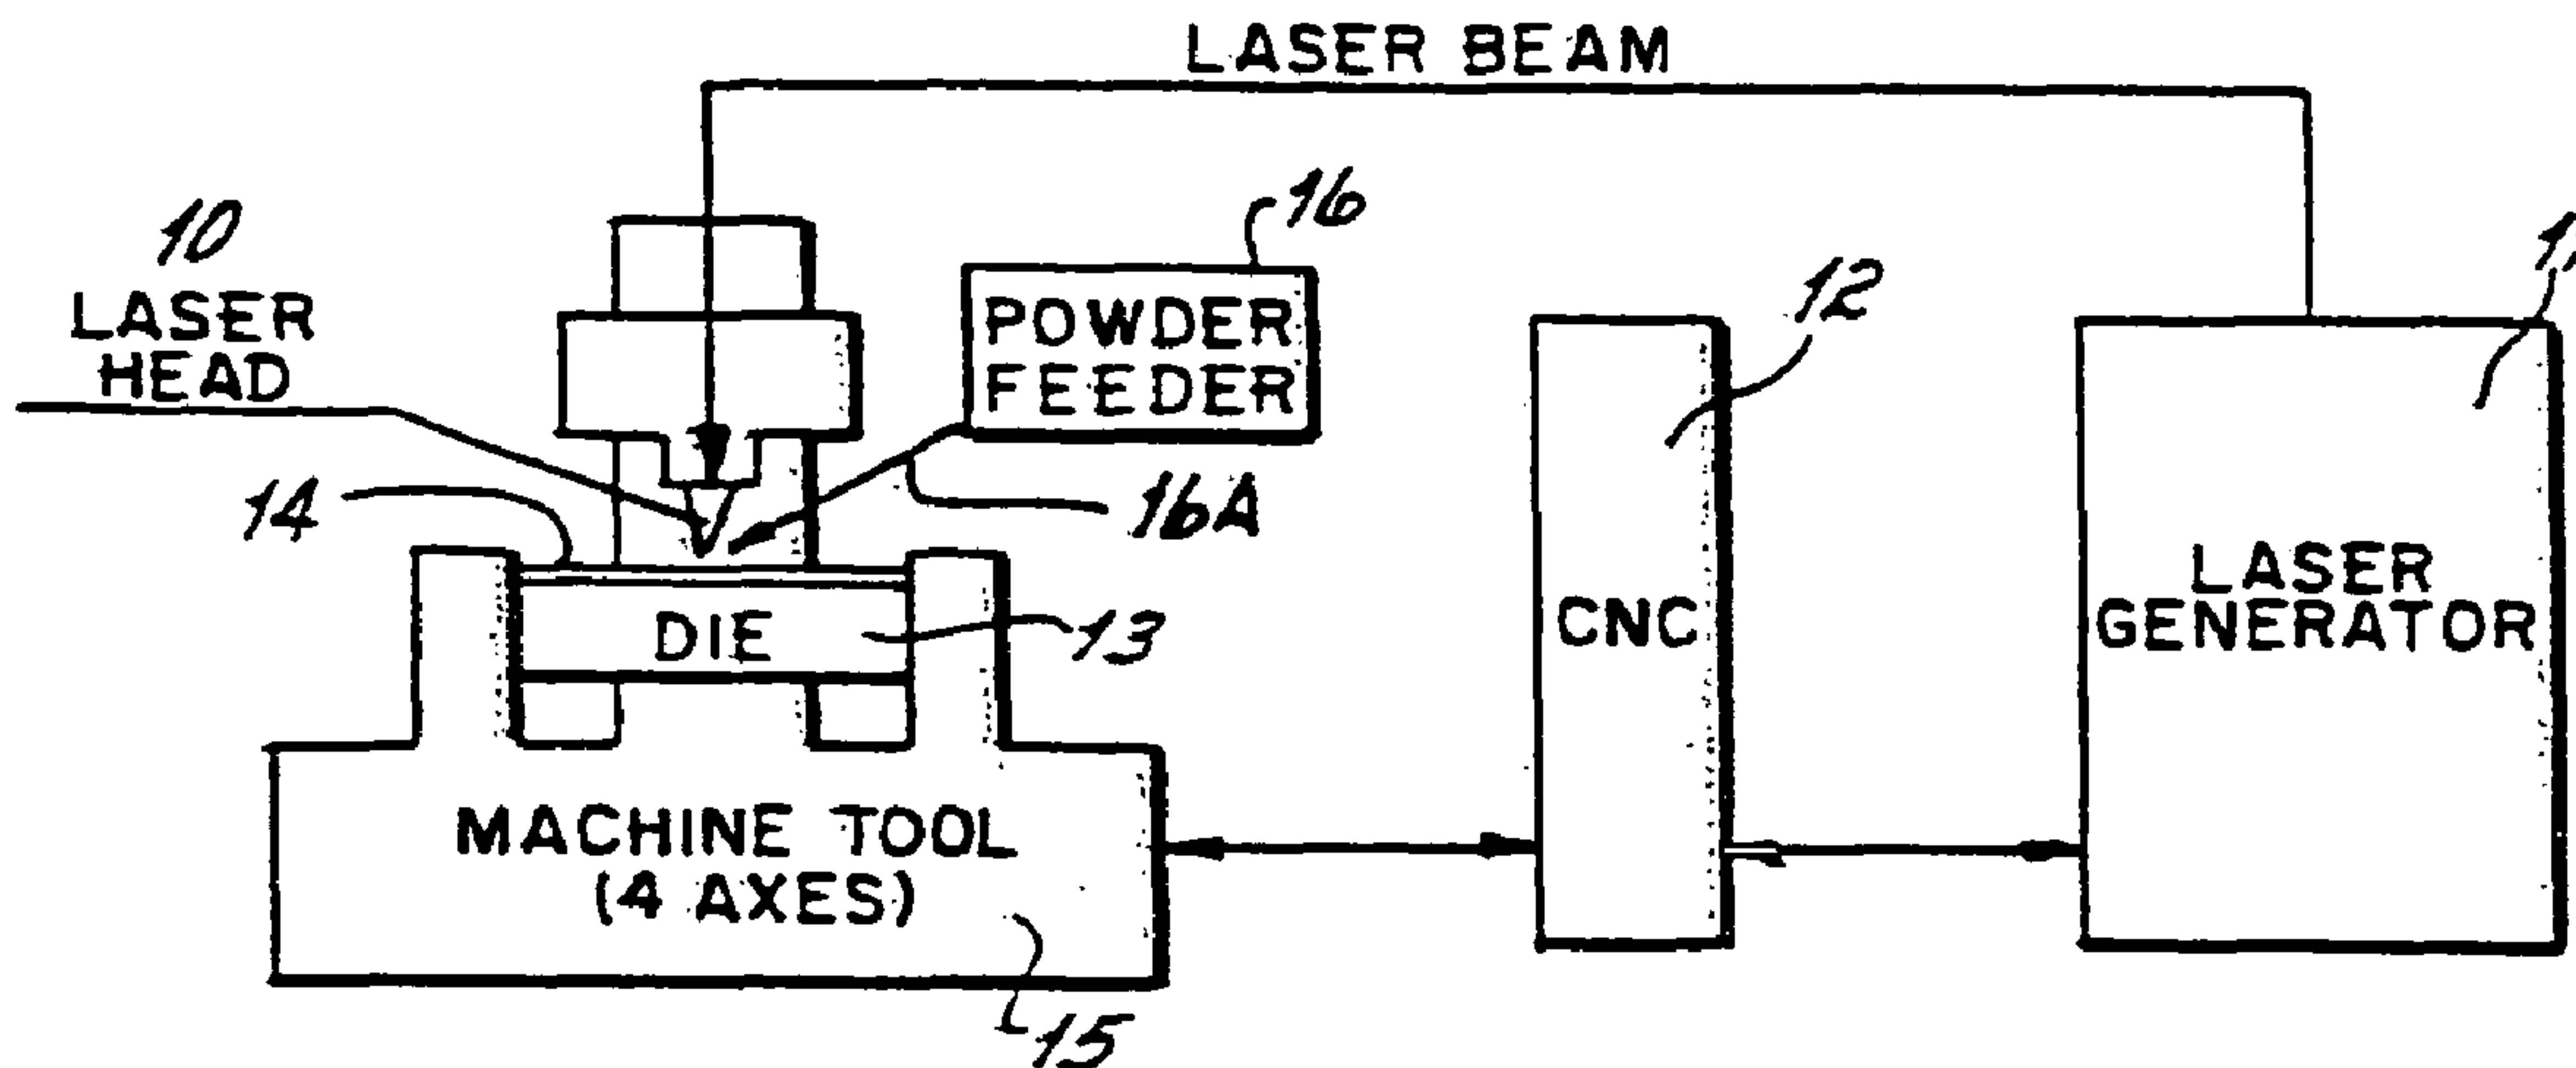 LASER BEAM
10
LASER
HEAD
16
POWDER
FEEDER
12
14
16A
DIE
13
CNC
LASER
GENERATOR
MACHINE TOOL
(4 AXES)
15